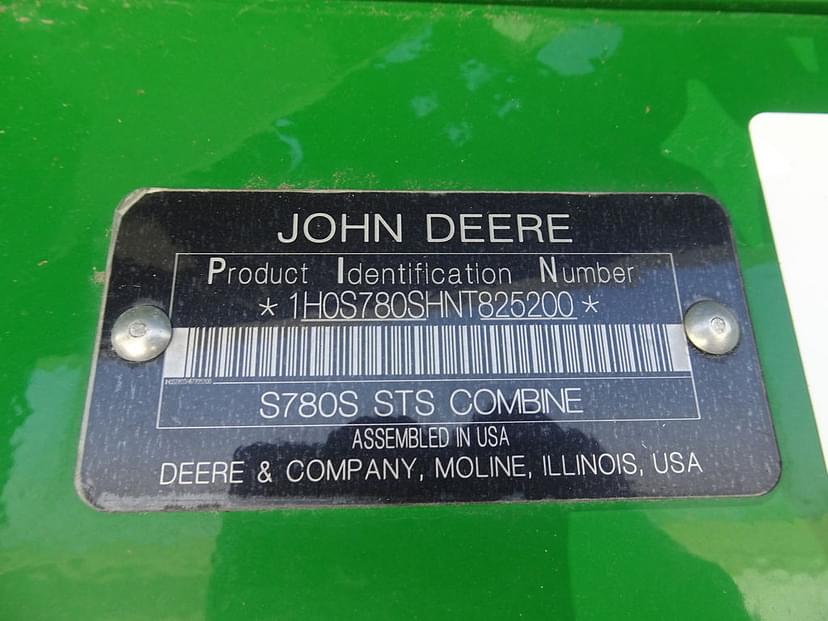 JOHN DEERE
Product Identification Number
*1H0S780SHNT825200*
S780S STS COMBINE
ASSEMBLED IN USA
DEERE & COMPANY, MOLINE, ILLINOIS, USA